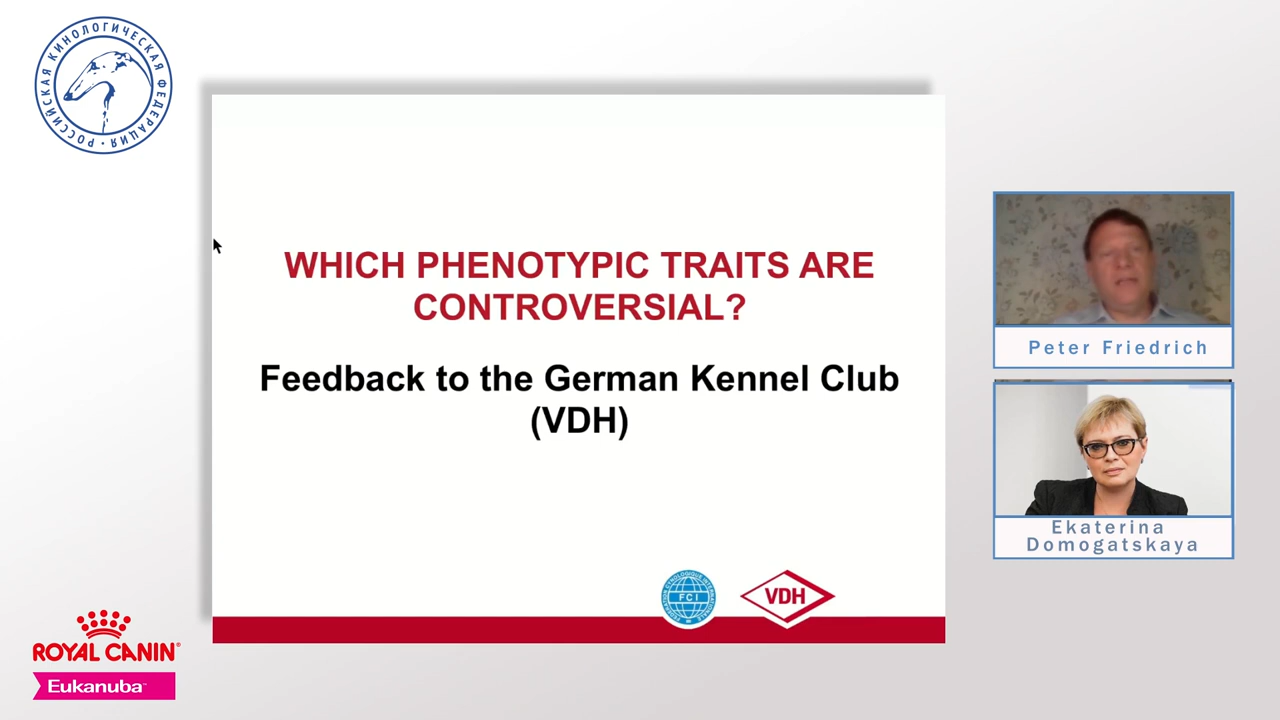 РОССИЙСКАЯ КИНОЛОГИЧЕСКАЯ ФЕДЕРАЦИЯ •
WHICH PHENOTYPIC TRAITS ARE
CONTROVERSIAL?
Feedback to the German Kennel Club
(VDH)
FCI
VDH
Peter Friedrich
Ekaterina
Domogatskaya
ROYAL CANIN®
Eukanuba™